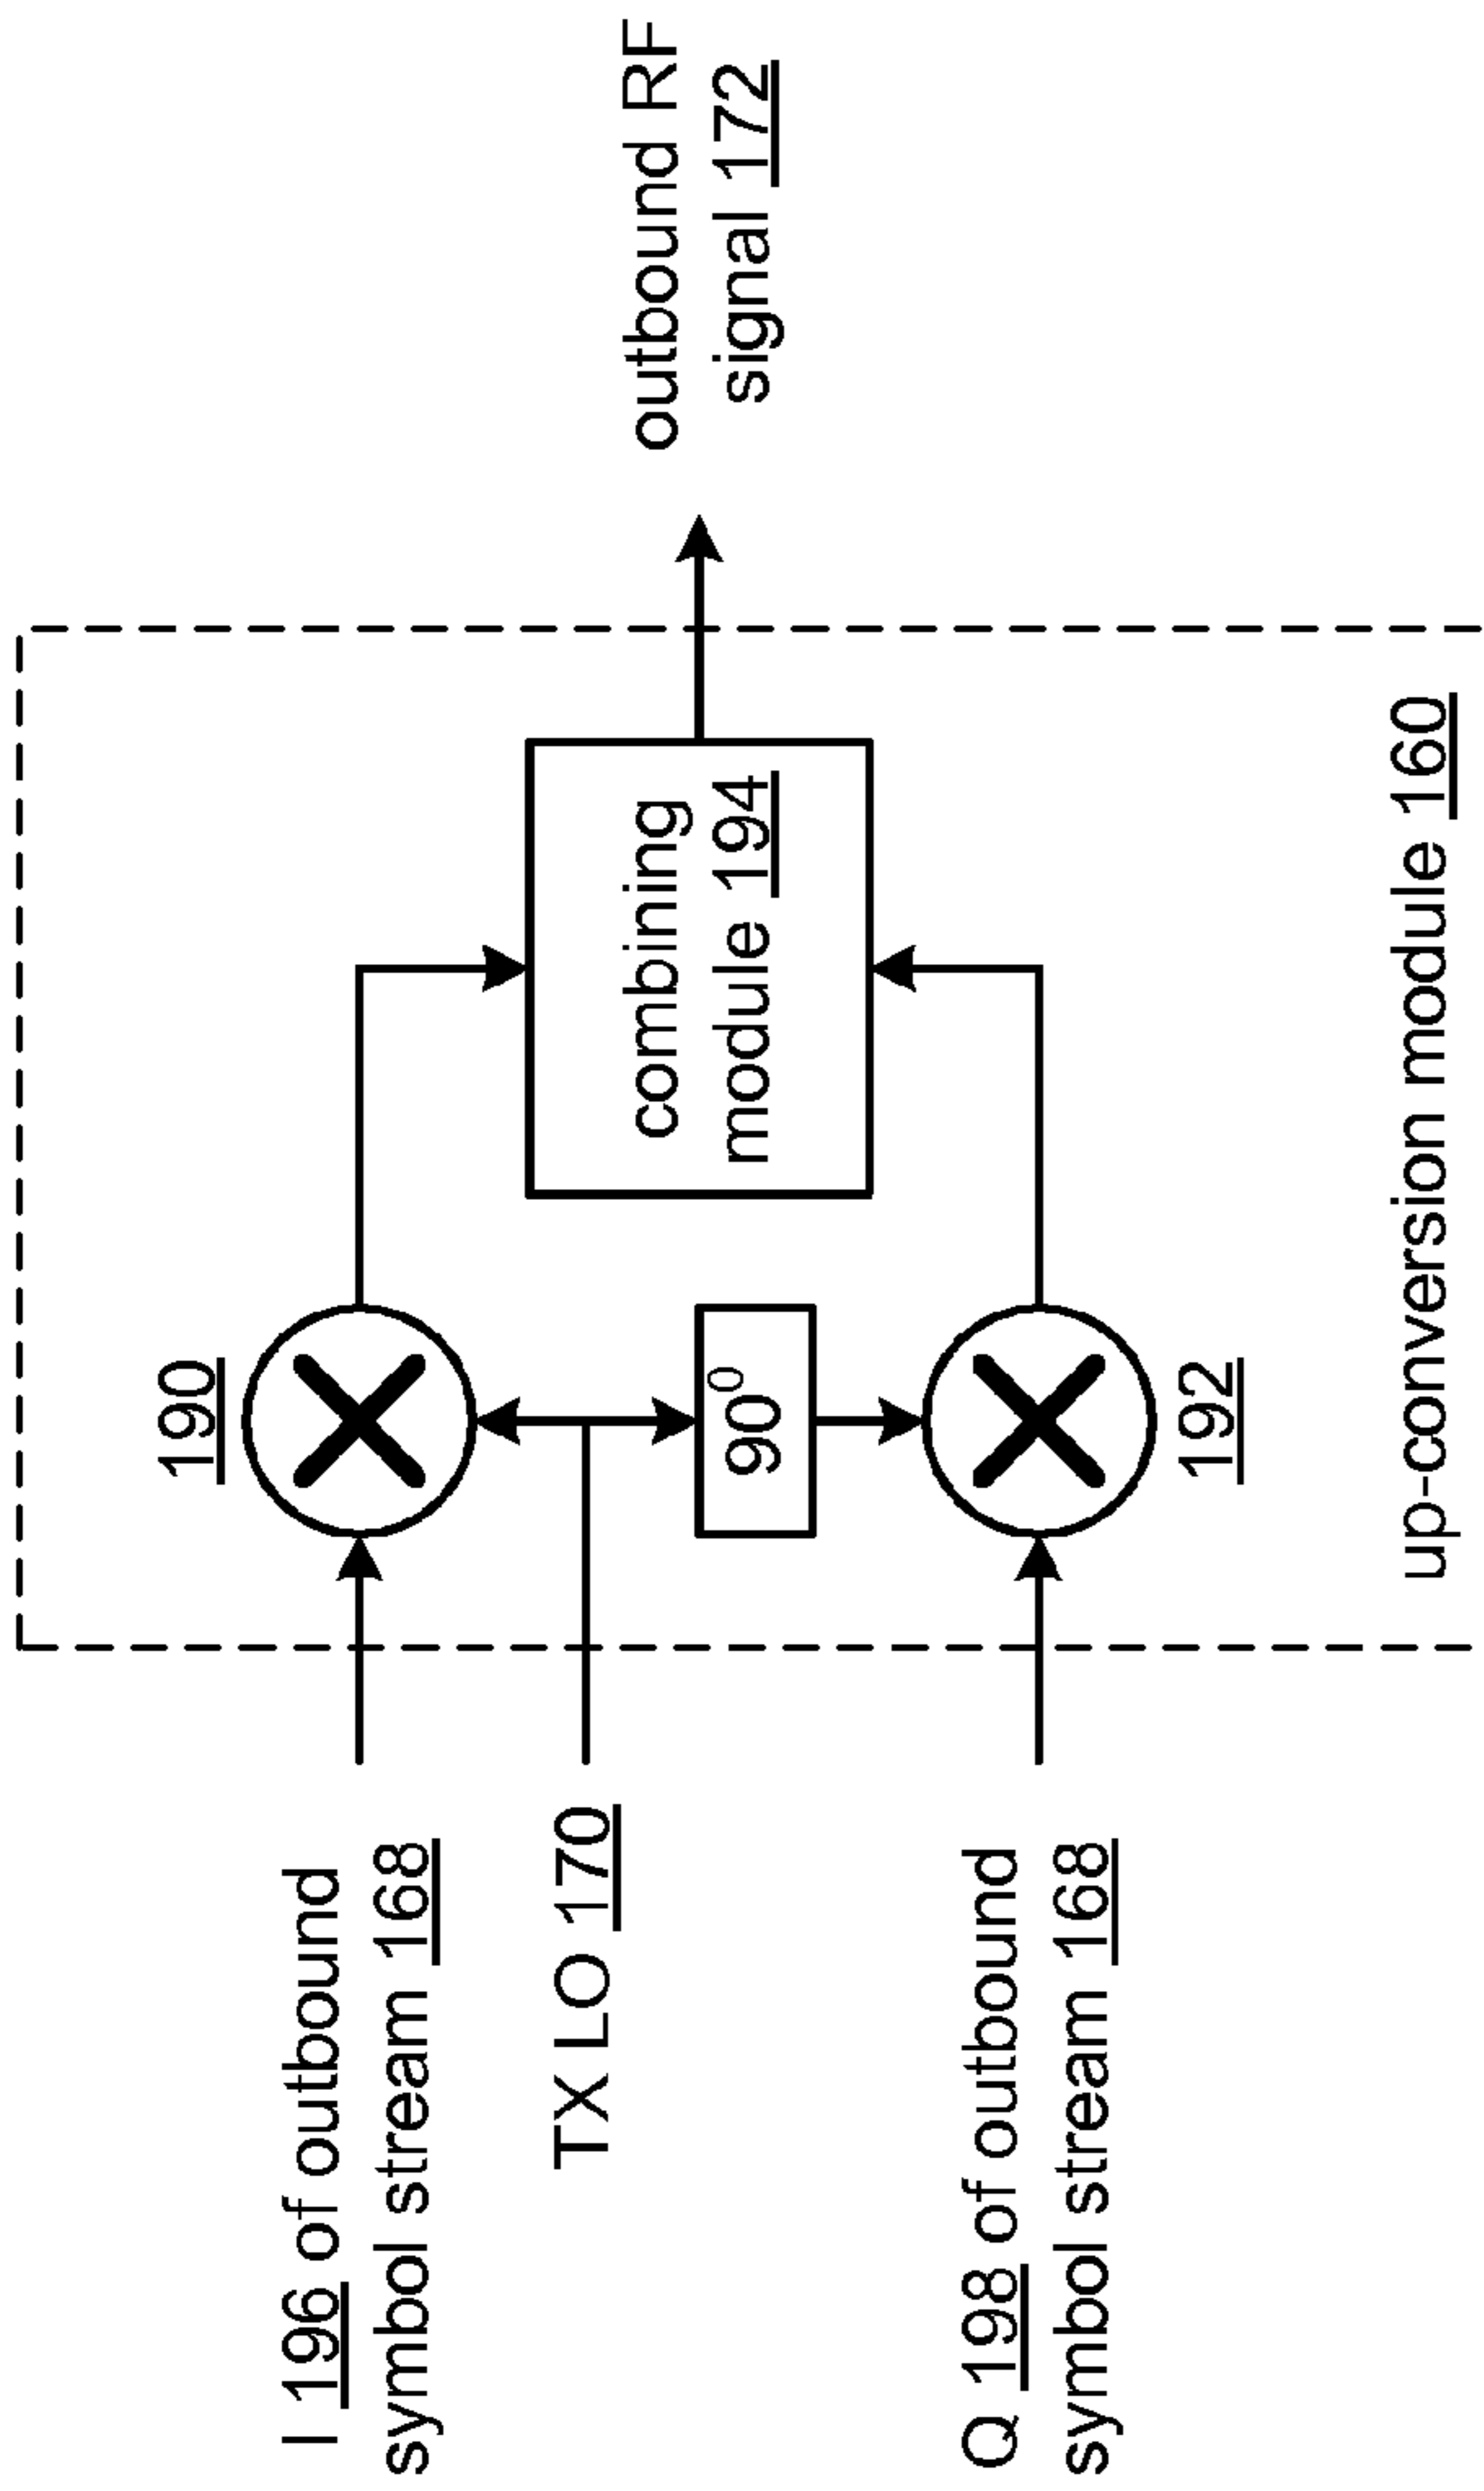 I 196 of outbound
symbol stream 168
TX LO 170
Q 198 of outbound
symbol stream 168
190
90⁰
192
combining
module 194
up-conversion module 160
outbound RF
signal 172